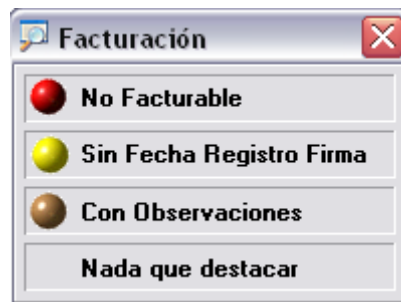 Facturación
No Facturable
Sin Fecha Registro Firma
Con Observaciones
Nada que destacar